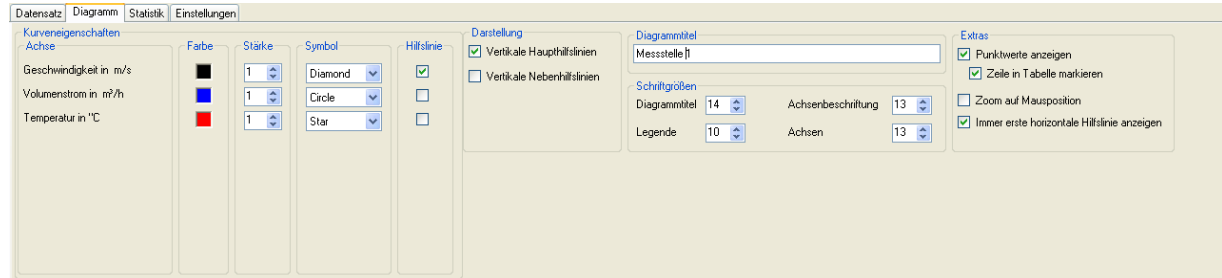 Datensatz Diagramm Statistik Einstellungen
Kurveneigenschaften
Achse Farbe Stärke Symbol Hilfslinie
Geschwindigkeit in m/s 1 Diamond
Volumenstrom in m³/h 1 Circle
Temperatur in °C 1 Star
Darstellung
Vertikale Haupthilfslinien
Vertikale Nebenhilfslinien
Diagrammtitel
Messstelle 1
Schriftgrößen
Diagrammtitel 14 Achsenbeschriftung 13
Legende 10 Achsen 13
Extras
Punktwerte anzeigen
Zeile in Tabelle markieren
Zoom auf Mausposition
Immer erste horizontale Hilfslinie anzeigen